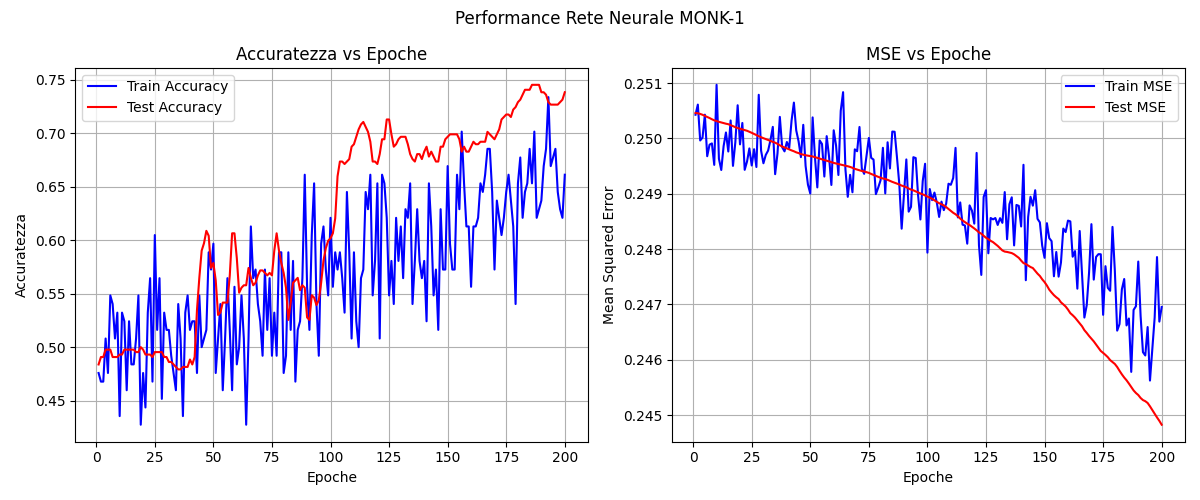 Performance Rete Neurale MONK-1
Accuratezza vs Epoche
Train Accuracy
Test Accuracy
0.75
0.70
0.65
0.60
0.55
0.50
0.45
Accuratezza
0 25 50 75 100 125 150 175 200
Epoche
MSE vs Epoche
Train MSE
Test MSE
0.251
0.250
0.249
0.248
0.247
0.246
0.245
Mean Squared Error
0 25 50 75 100 125 150 175 200
Epoche